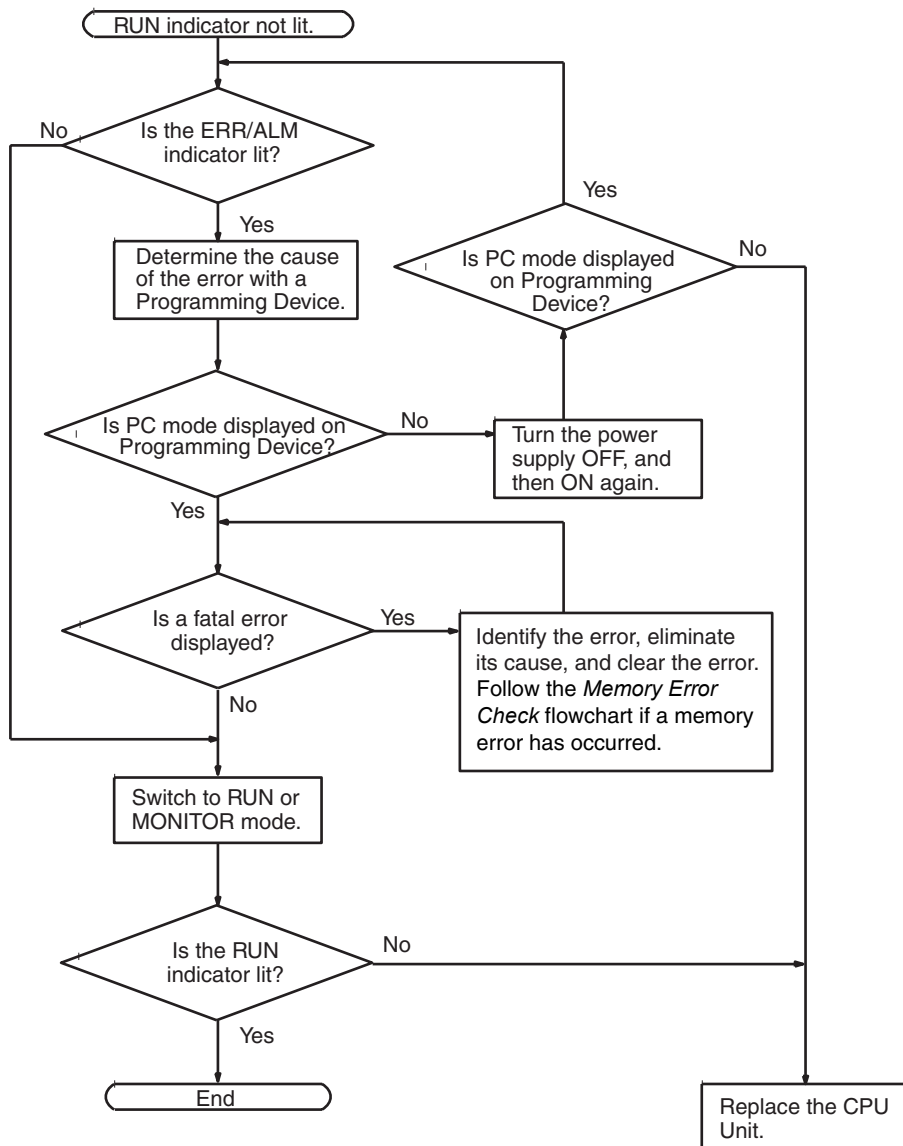 RUN indicator not lit.
No
Is the ERR/ALM
indicator lit?
Yes
Determine the cause
of the error with a
Programming Device.
Is PC mode displayed on
Programming Device?
No
Turn the power
supply OFF, and
then ON again.
Yes
Is PC mode displayed
on Programming
Device?
No
Yes
Is a fatal error
displayed?
Yes
Identify the error, eliminate
its cause, and clear the error.
Follow the Memory Error
Check flowchart if a memory
error has occurred.
No
Switch to RUN or
MONITOR mode.
Is the RUN
indicator lit?
No
Yes
End
Replace the CPU
Unit.